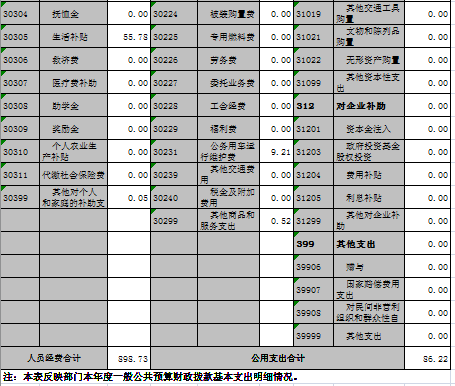 30304 抚恤金 0.00 30224 被装购置费 0.00 31019 其他交通工具购置 0.00
30305 生活补贴 55.78 30225 专用燃料费 0.00 31021 文物和陈列品购置 0.00
30306 救济费 0.00 30226 劳务费 0.00 31022 无形资产购置 0.00
30307 医疗费补助 0.00 30227 委托业务费 0.00 31099 其他资本性支出 0.00
30308 助学金 0.00 30228 工会经费 0.00 312 对企业补助 0.00
30309 奖励金 0.00 30229 福利费 0.00 31201 资本金注入 0.00
30310 个人农业生产补贴 0.00 30231 公务用车运行维护费 9.21 31203 政府投资基金股权投资 0.00
30311 代缴社会保险费 0.00 30239 其他交通费用 0.00 31204 费用补贴 0.00
30399 其他对个人和家庭的补助支 0.05 30240 税金及附加费用 0.00 31205 利息补贴 0.00
30299 其他商品和服务支出 0.52 31299 其他对企业补助 0.00
399 其他支出 0.00
39906 赠与 0.00
39907 国家赔偿费用支出 0.00
39908 对民间非营利组织和群众性自 0.00
39999 其他支出 0.00
人员经费合计 898.73 公用支出合计 86.22
注：本表反映部门本年度一般公共预算财政拨款基本支出明细情况。